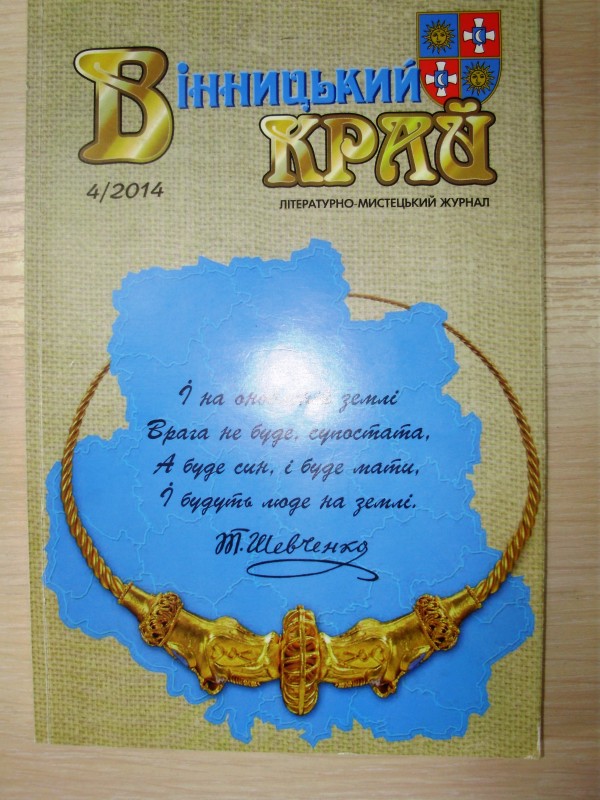 Вінницький
КРАЙ
4/2014
ЛІТЕРАТУРНО-МИСТЕЦЬКИЙ ЖУРНАЛ
І на землі
Врага не буде, супостата,
А буде син, і буде мати,
І будуть люде на землі.
Т. Шевченко